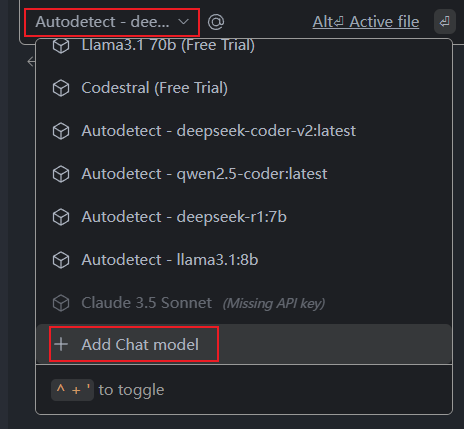 Autodetect - dee... @ Alt⏎ Active file ⏎
Llama3.1 70b (Free Trial)
Codestral (Free Trial)
Autodetect - deepseek-coder-v2:latest
Autodetect - qwen2.5-coder:latest
Autodetect - deepseek-r1:7b
Autodetect - llama3.1:8b
Claude 3.5 Sonnet (Missing API key)
+ Add Chat model
^ + ' to toggle